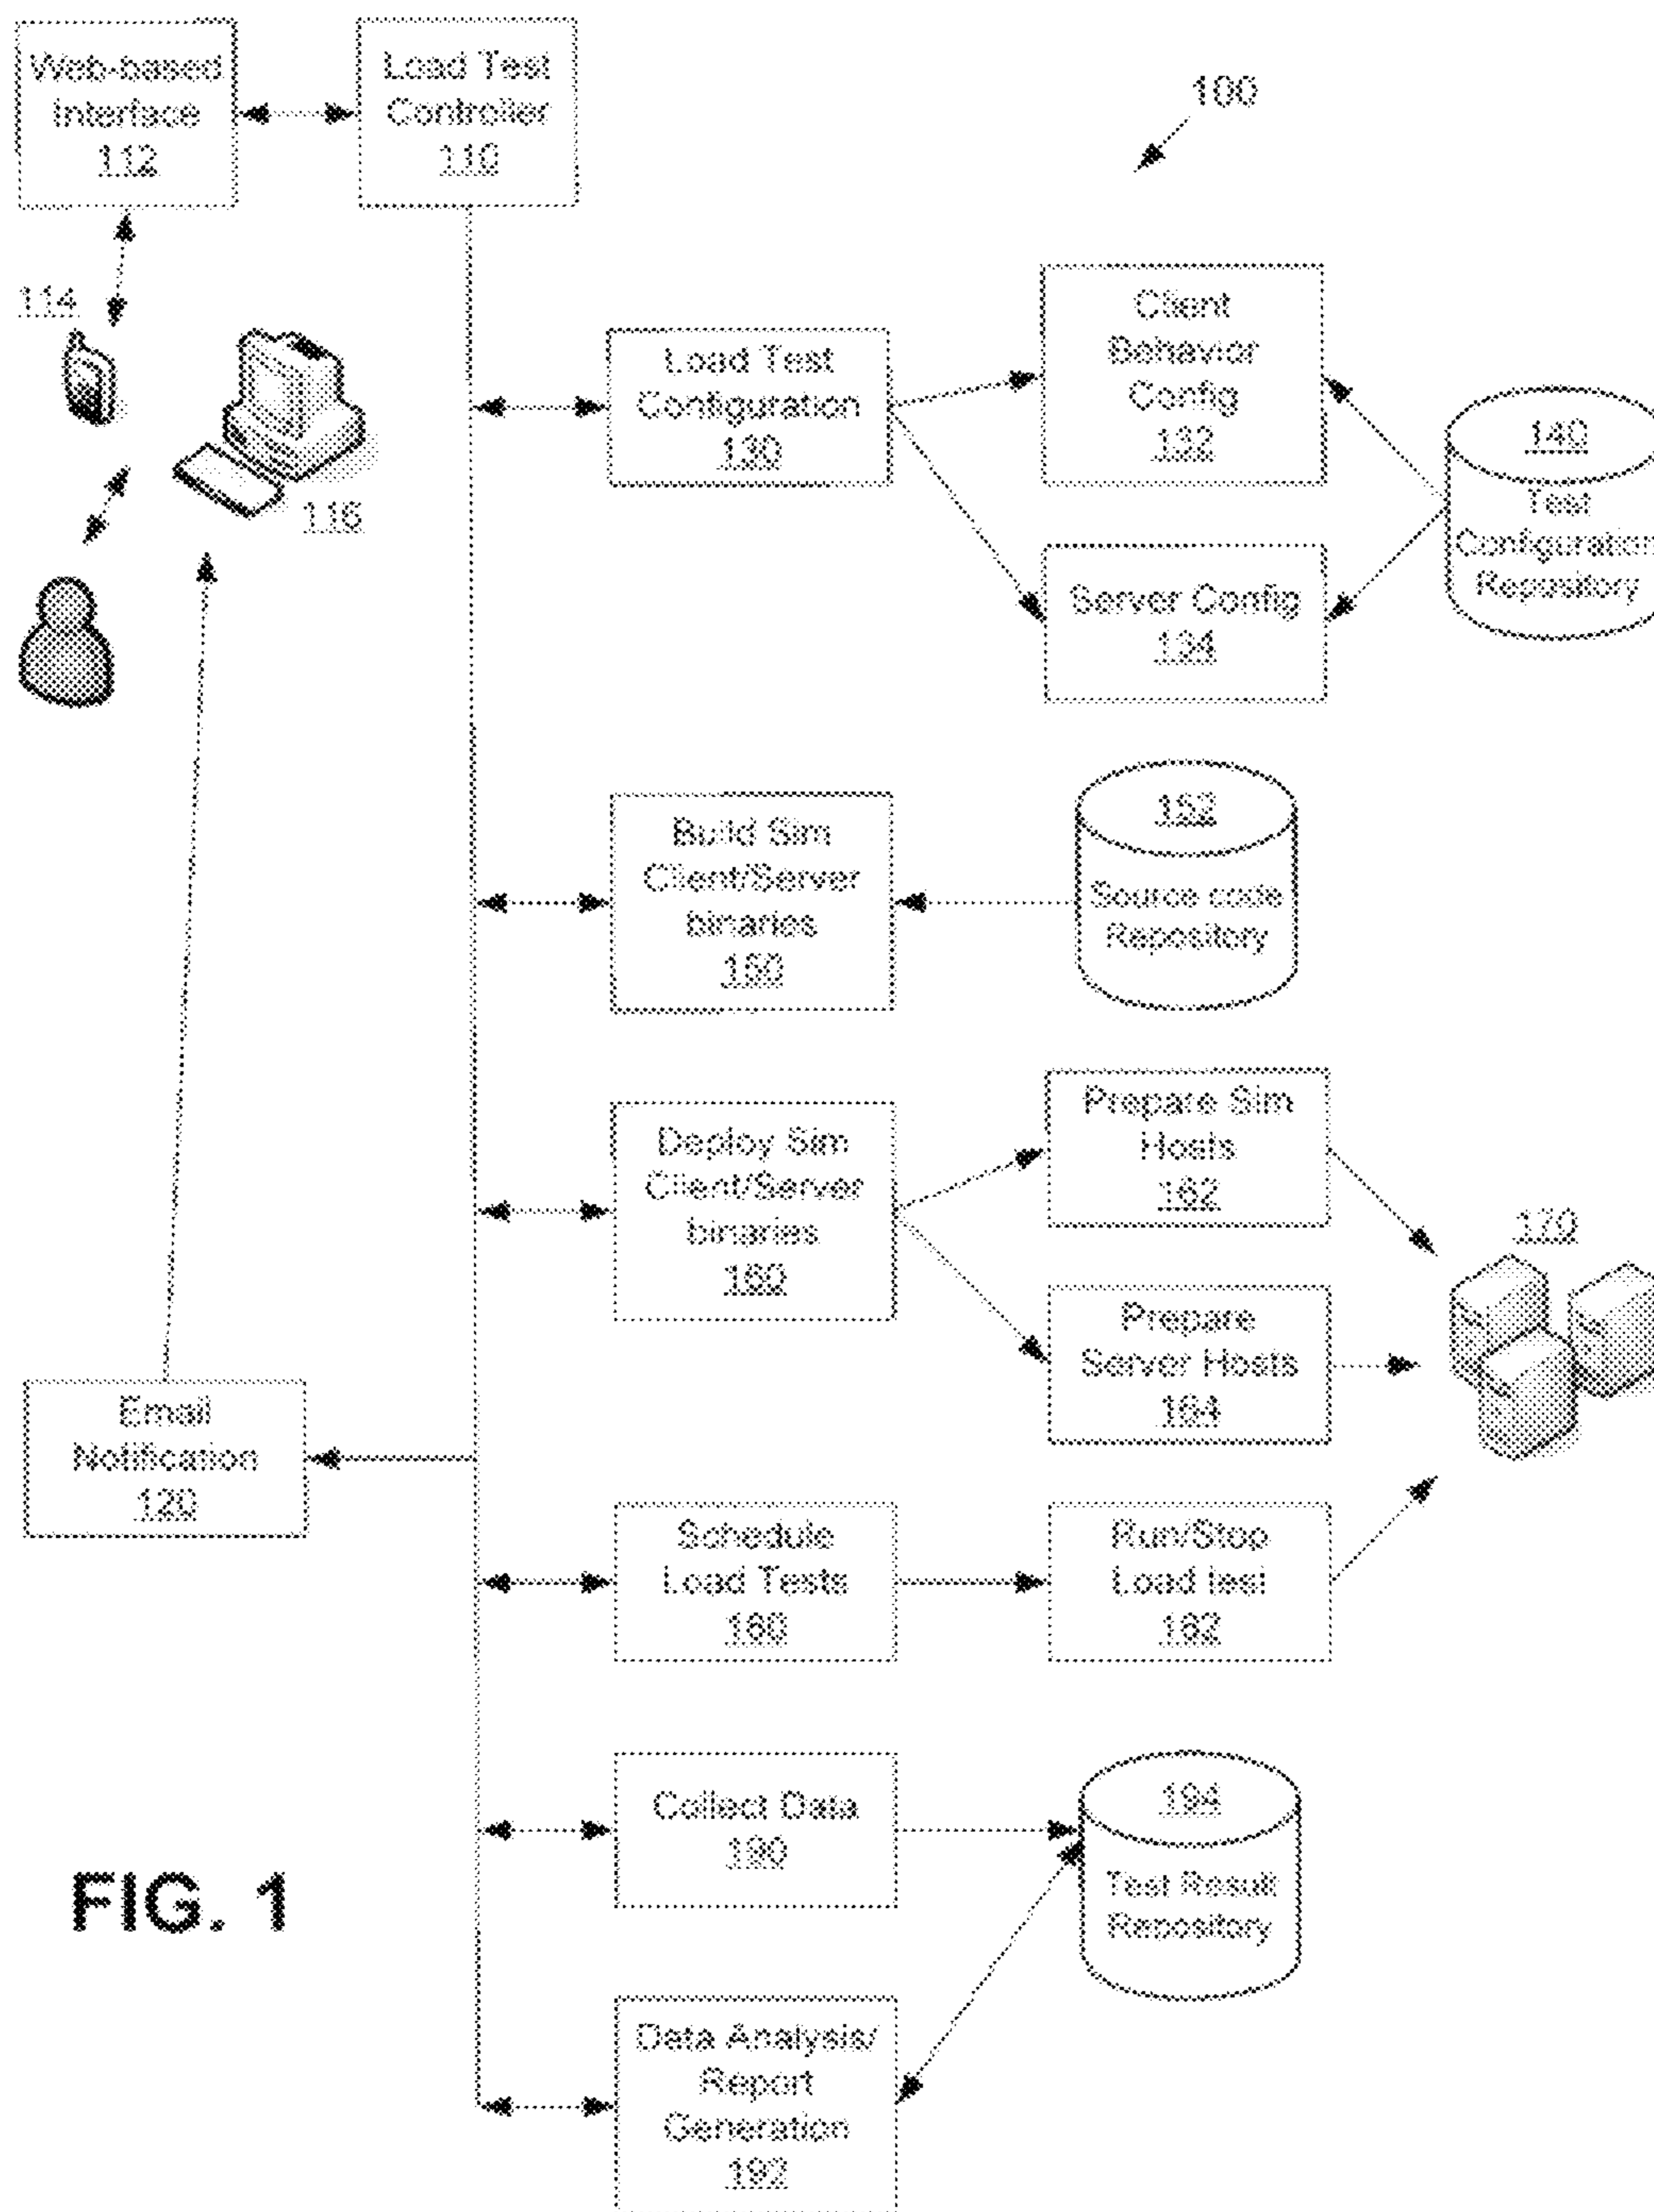 Web-based
Interface
112
Load Test
Controller
110
100
114
116
Load Test
Configuration
130
Client
Behavior
Config
132
140
Test
Configuration
Repository
Server Config
134
Build Sim
Client/Server
binaries
150
152
Source code
Repository
Deploy Sim
Client/Server
binaries
160
Prepare Sim
Hosts
162
170
Prepare
Server Hosts
164
Email
Notification
120
Schedule
Load Tests
180
Run/Stop
Load test
182
Collect Data
190
194
Test Result
Repository
FIG. 1
Data Analysis/
Report
Generation
192